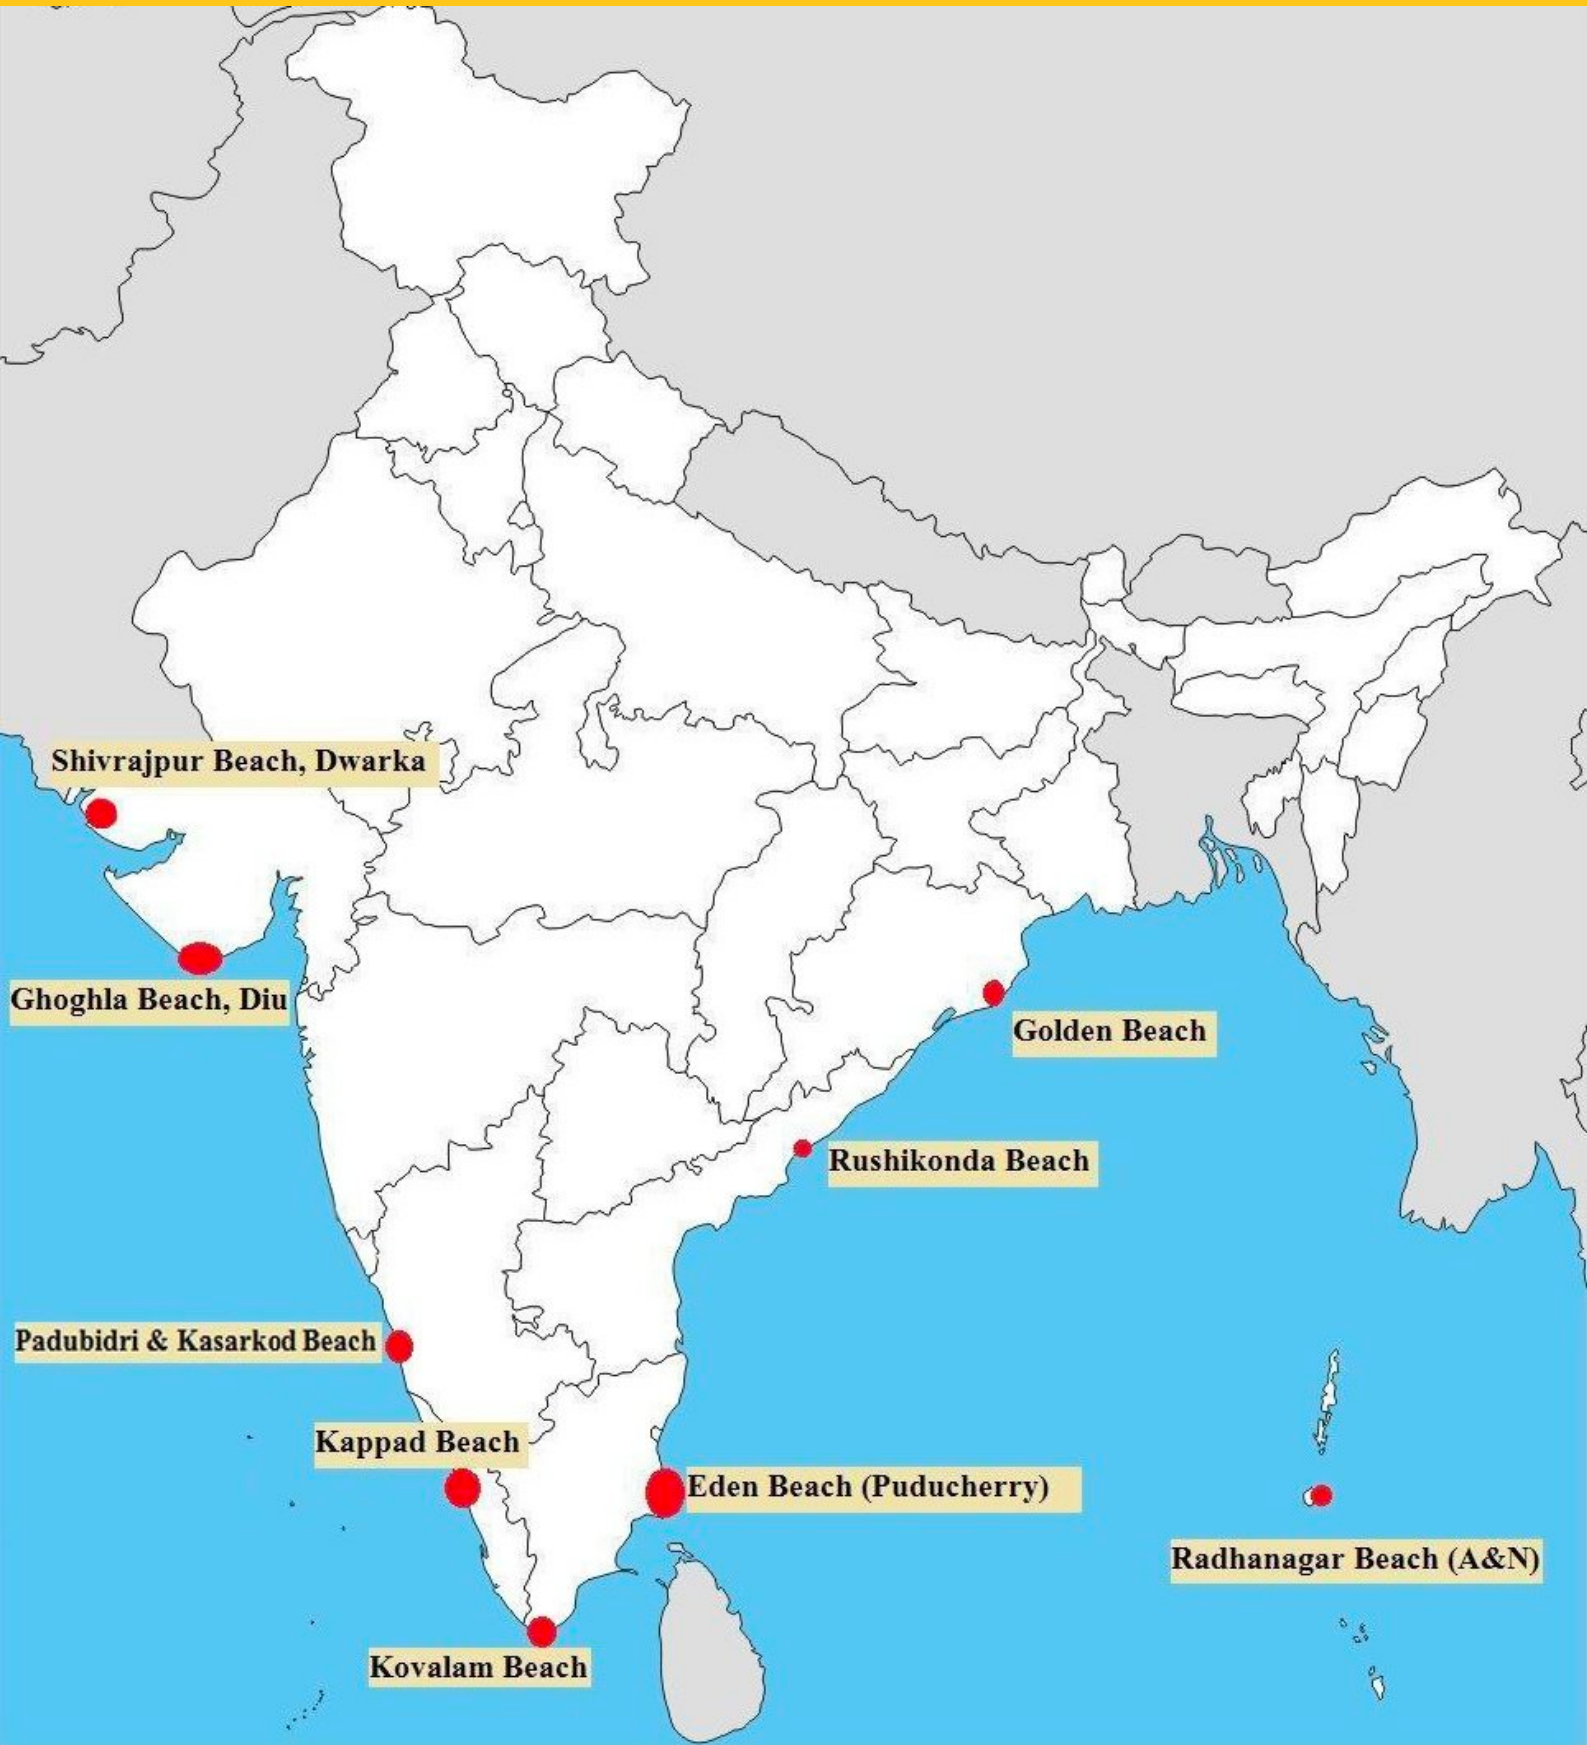 Shivrajpur Beach, Dwarka
Ghoghla Beach, Diu
Golden Beach
Rushikonda Beach
Padubidri & Kasarkod Beach
Kappad Beach
Eden Beach (Puducherry)
Radhanagar Beach (A&N)
Kovalam Beach